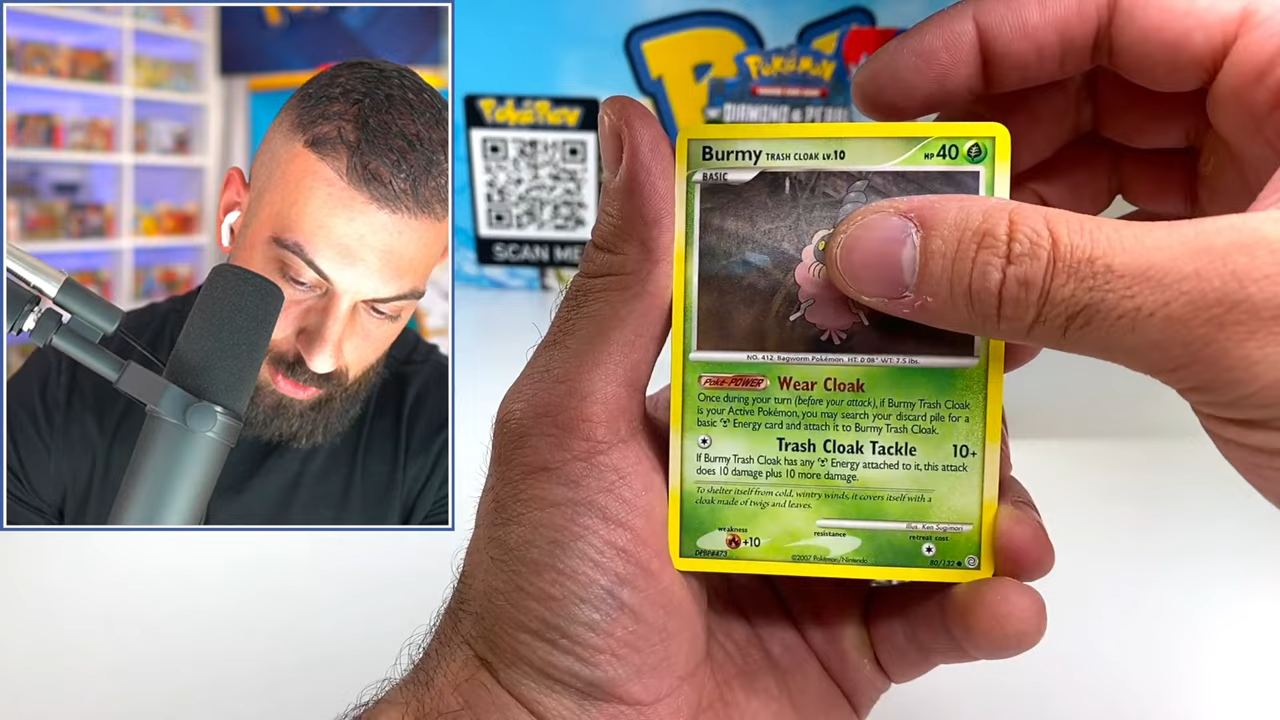 PokéRev
SCAN ME
Pokémon
DIAMOND & PEARL
Burmy TRASH CLOAK LV.10 HP 40
BASIC
NO. 412 Bagworm Pokémon HT: 0'08" WT: 7.5 lbs.
Poké-POWER Wear Cloak
Once during your turn (before your attack), if Burmy Trash Cloak
is your Active Pokémon, you may search your discard pile for a
basic Energy card and attach it to Burmy Trash Cloak.
Trash Cloak Tackle 10+
If Burmy Trash Cloak has any Energy attached to it, this attack
does 10 damage plus 10 more damage.
To shelter itself from cold, wintry winds, it covers itself with a
cloak made of twigs and leaves.
Illus. Ken Sugimori
weakness resistance retreat cost
+10
DPBP#473 ©2007 Pokémon/Nintendo 80/132